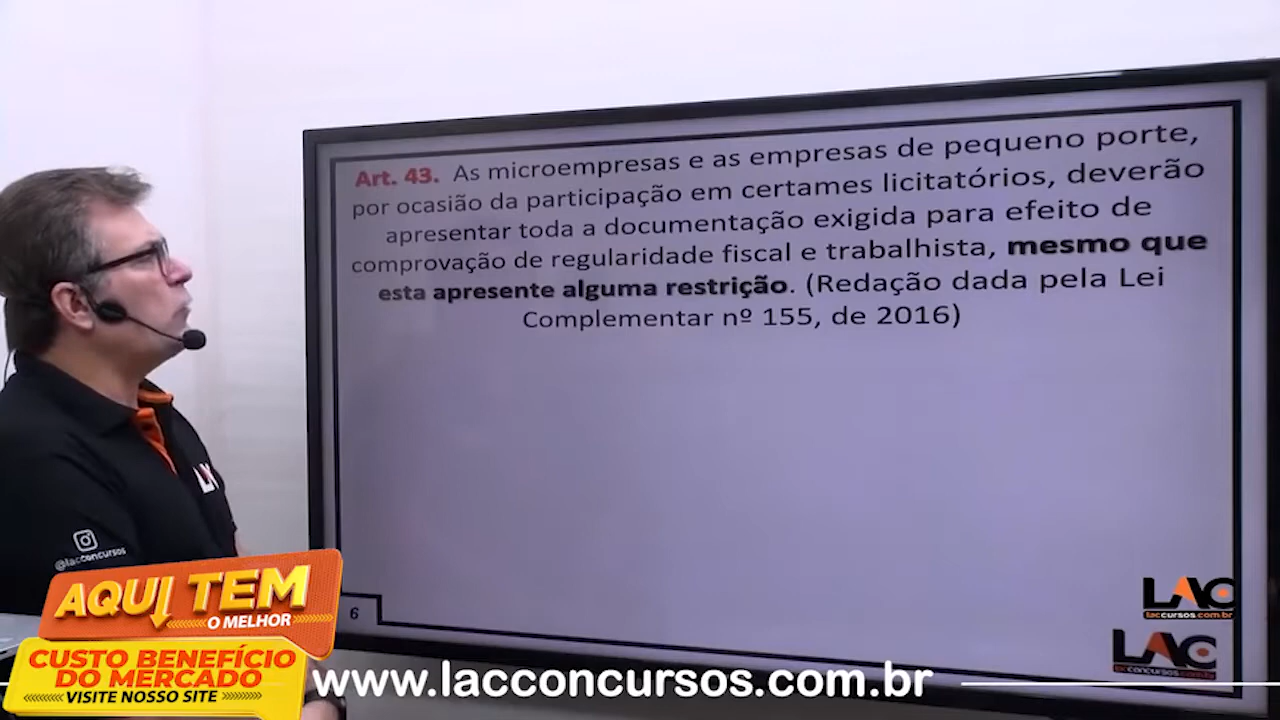 Art. 43. As microempresas e as empresas de pequeno porte,
por ocasião da participação em certames licitatórios, deverão
apresentar toda a documentação exigida para efeito de
comprovação de regularidade fiscal e trabalhista, mesmo que
esta apresente alguma restrição. (Redação dada pela Lei
Complementar nº 155, de 2016)
6
LAC
laccursos.com.br
LAC
lacconcursos.com.br
LAC
@lacconcursos
AQUI TEM
O MELHOR
CUSTO BENEFÍCIO
DO MERCADO
VISITE NOSSO SITE
www.lacconcursos.com.br